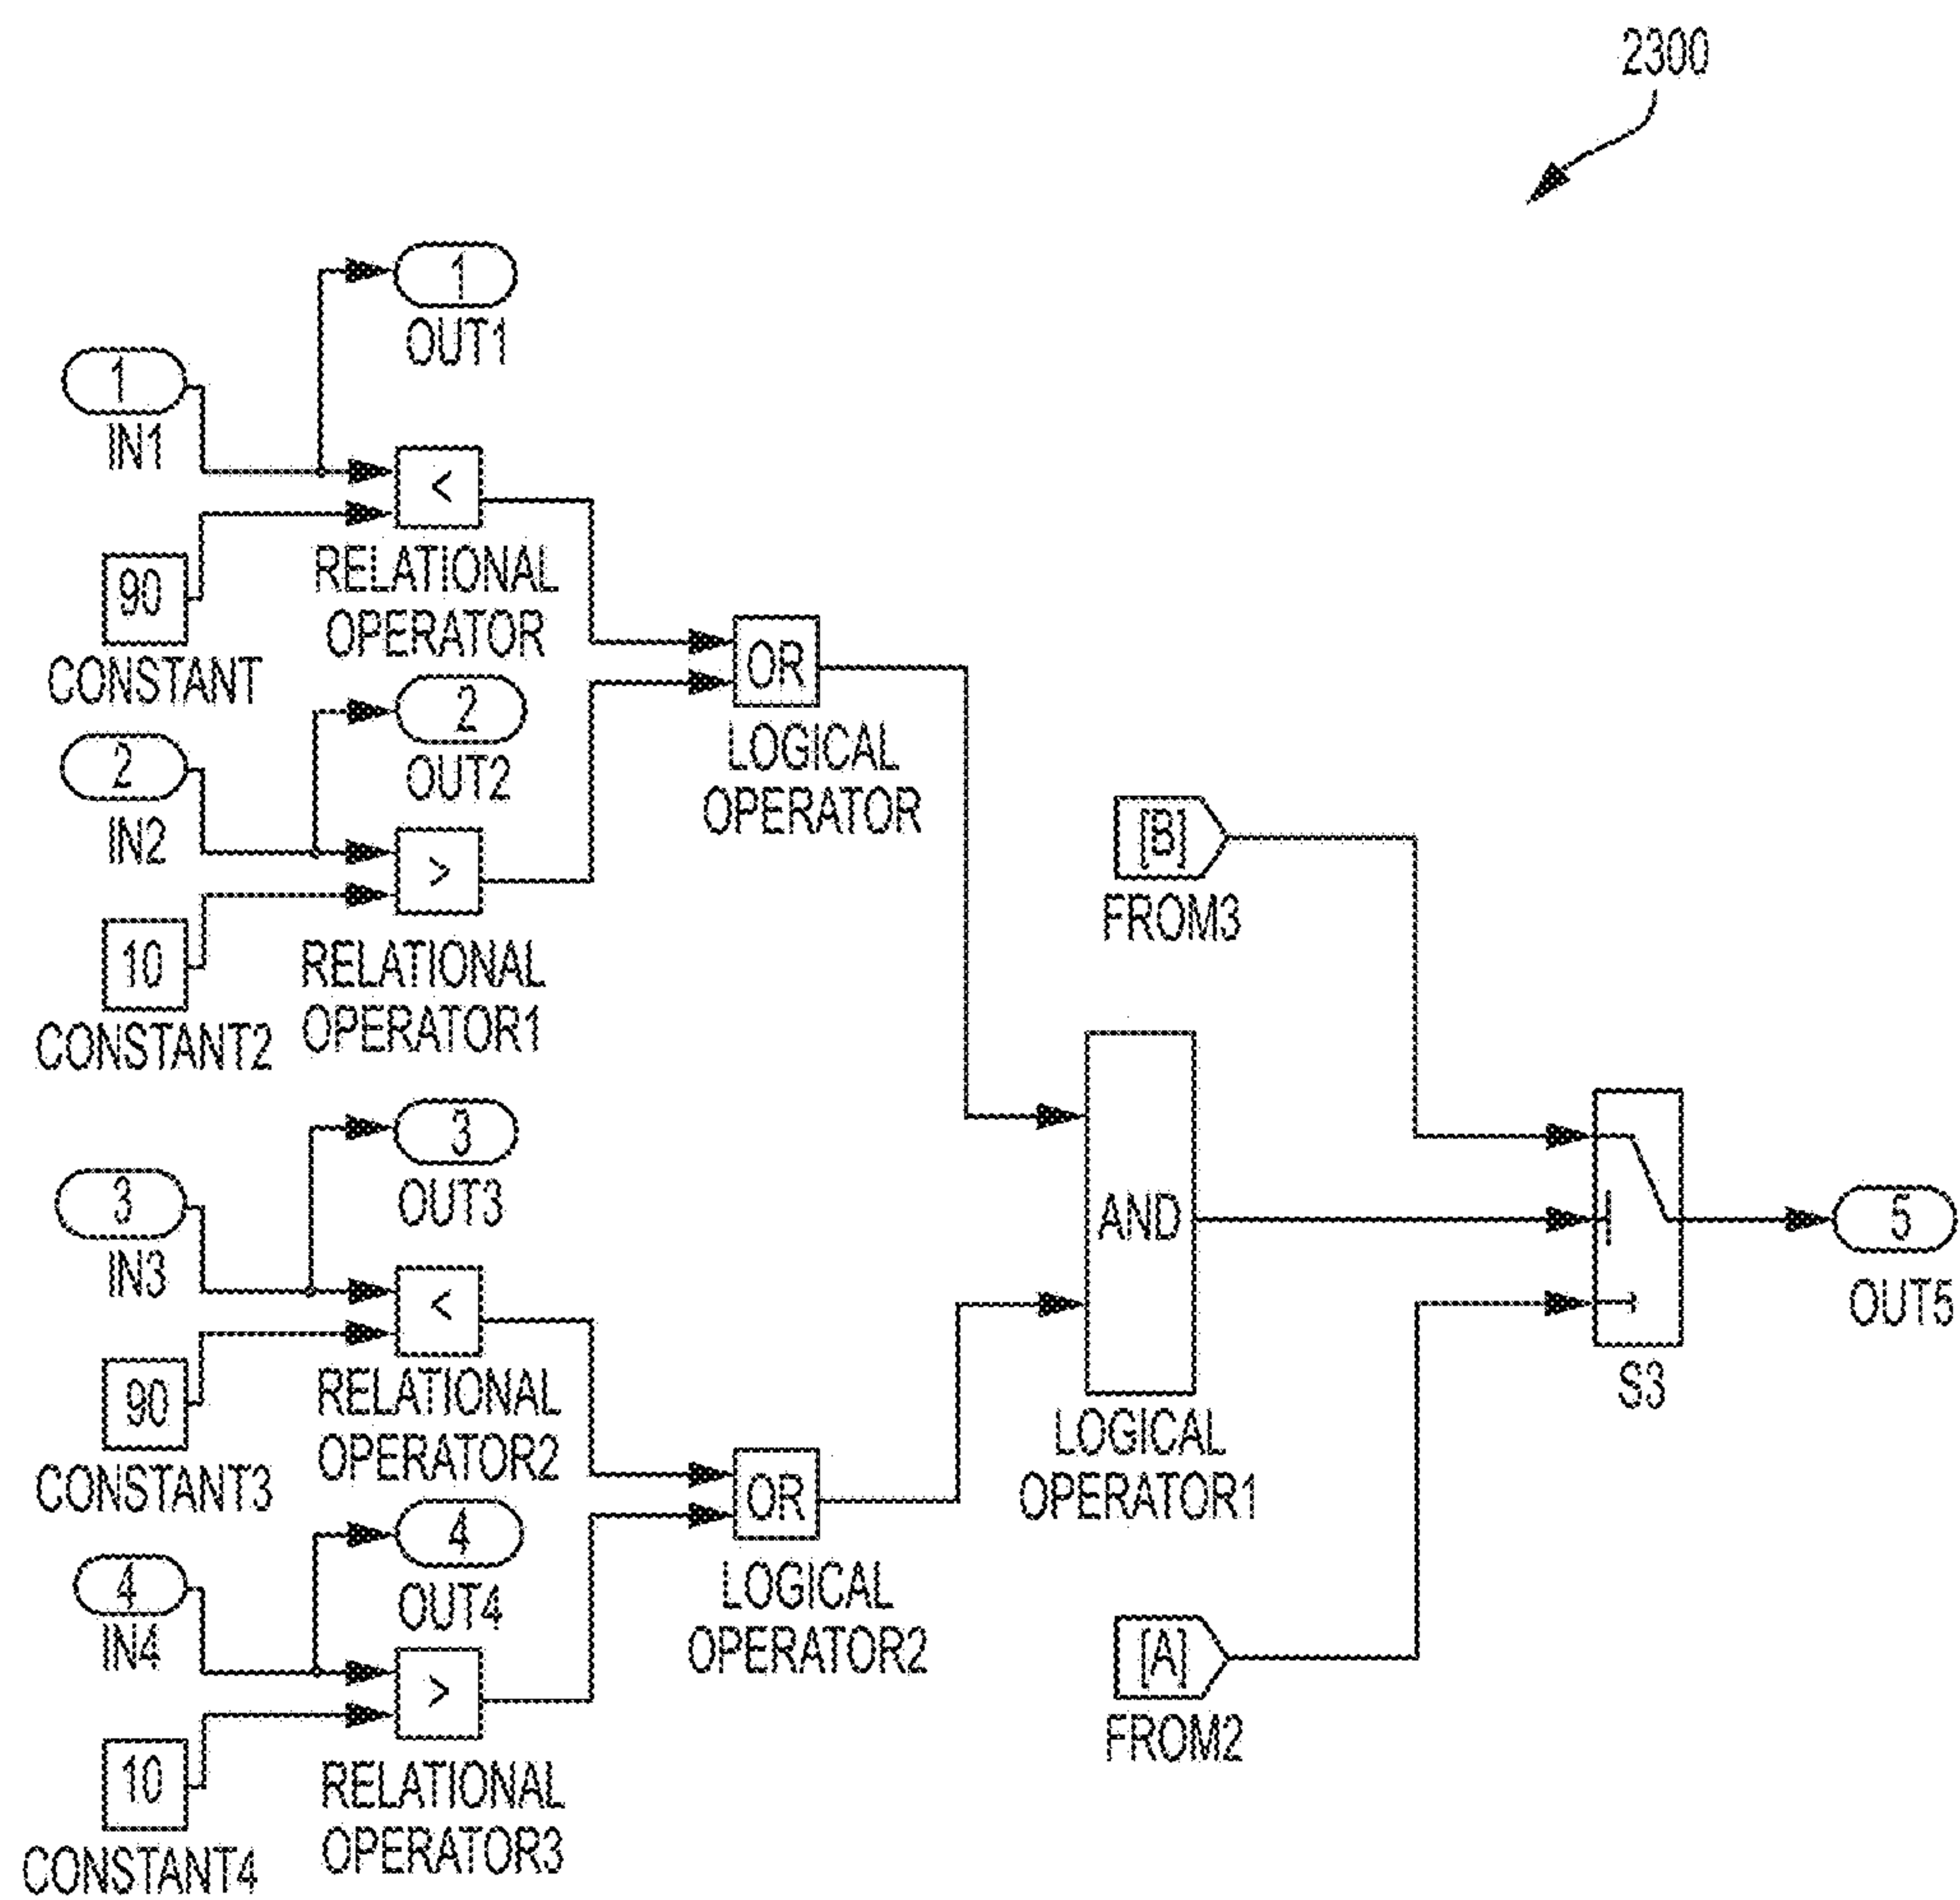 2300
1
OUT1
1
IN1
<
RELATIONAL
OPERATOR
90
CONSTANT
OR
LOGICAL
OPERATOR
2
OUT2
2
IN2
>
RELATIONAL
OPERATOR1
10
CONSTANT2
[B]
FROM3
3
OUT3
3
IN3
<
RELATIONAL
OPERATOR2
90
CONSTANT3
AND
LOGICAL
OPERATOR1
S3
5
OUT5
4
OUT4
4
IN4
OR
LOGICAL
OPERATOR2
>
RELATIONAL
OPERATOR3
10
CONSTANT4
[A]
FROM2